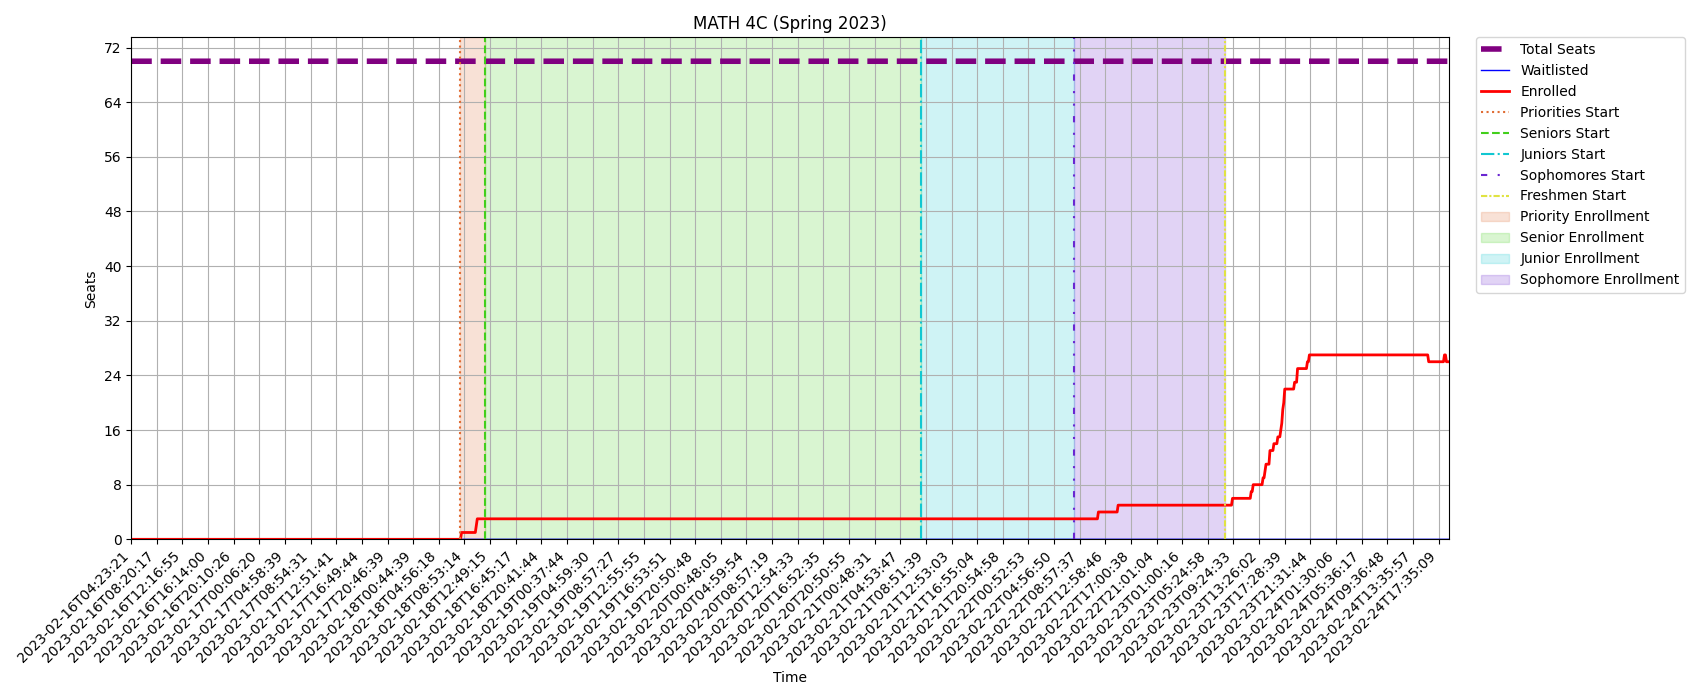 MATH 4C (Spring 2023)
72
64
56
48
40
32
24
16
8
0
Seats
2023-02-16T04:23:21
2023-02-16T08:20:17
2023-02-16T12:16:55
2023-02-16T16:14:00
2023-02-16T20:10:26
2023-02-17T00:06:20
2023-02-17T04:58:39
2023-02-17T08:54:31
2023-02-17T12:51:41
2023-02-17T16:49:44
2023-02-17T20:46:39
2023-02-18T00:44:39
2023-02-18T04:56:18
2023-02-18T08:53:14
2023-02-18T12:49:15
2023-02-18T16:45:17
2023-02-18T20:41:44
2023-02-19T00:37:44
2023-02-19T04:59:30
2023-02-19T08:57:27
2023-02-19T12:55:55
2023-02-19T16:53:51
2023-02-19T20:50:48
2023-02-20T00:48:05
2023-02-20T04:59:54
2023-02-20T08:57:19
2023-02-20T12:54:33
2023-02-20T16:52:35
2023-02-20T20:50:55
2023-02-21T00:48:31
2023-02-21T04:53:47
2023-02-21T08:51:39
2023-02-21T12:53:03
2023-02-21T16:55:04
2023-02-21T20:54:58
2023-02-22T00:52:53
2023-02-22T04:56:50
2023-02-22T08:57:37
2023-02-22T12:58:46
2023-02-22T17:00:38
2023-02-22T21:01:04
2023-02-23T01:00:16
2023-02-23T05:24:58
2023-02-23T09:24:33
2023-02-23T13:26:02
2023-02-23T17:28:39
2023-02-23T21:31:44
2023-02-24T01:30:06
2023-02-24T05:36:17
2023-02-24T09:36:48
2023-02-24T13:35:57
2023-02-24T17:35:09
Time
Total Seats
Waitlisted
Enrolled
Priorities Start
Seniors Start
Juniors Start
Sophomores Start
Freshmen Start
Priority Enrollment
Senior Enrollment
Junior Enrollment
Sophomore Enrollment